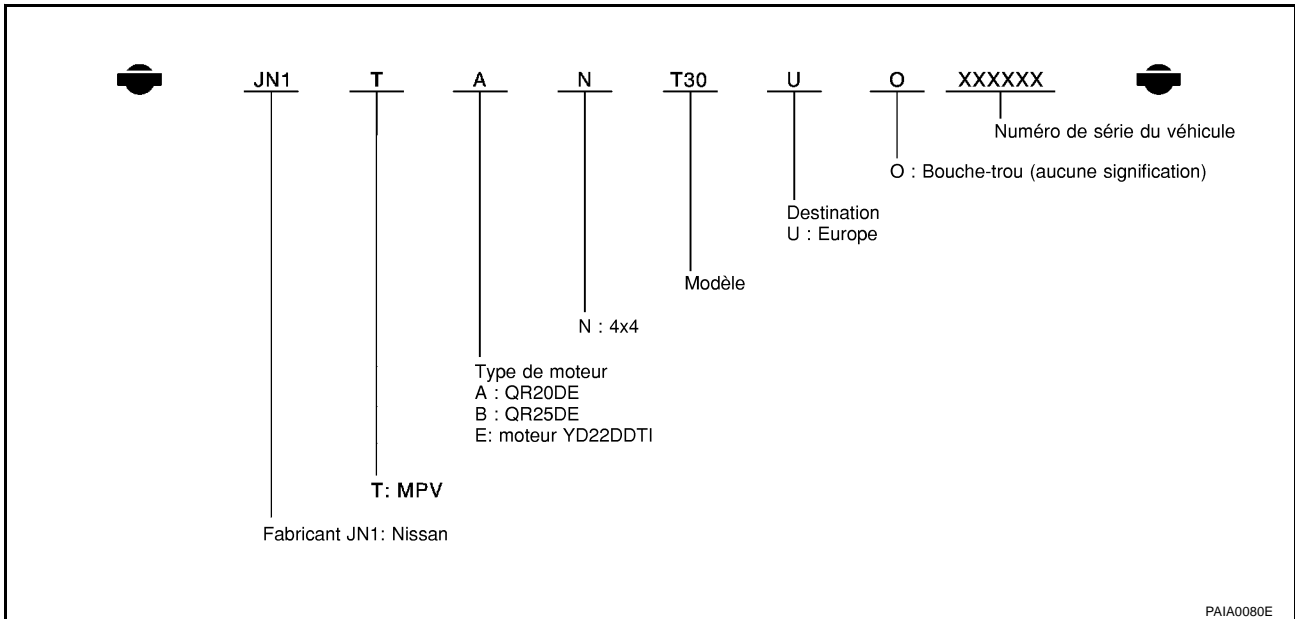 JN1 T A N T30 U O XXXXXX
Numéro de série du véhicule
O : Bouche-trou (aucune signification)
Destination
U : Europe
Modèle
N : 4x4
Type de moteur
A : QR20DE
B : QR25DE
E: moteur YD22DDTI
T: MPV
Fabricant JN1: Nissan
PAIA0080E